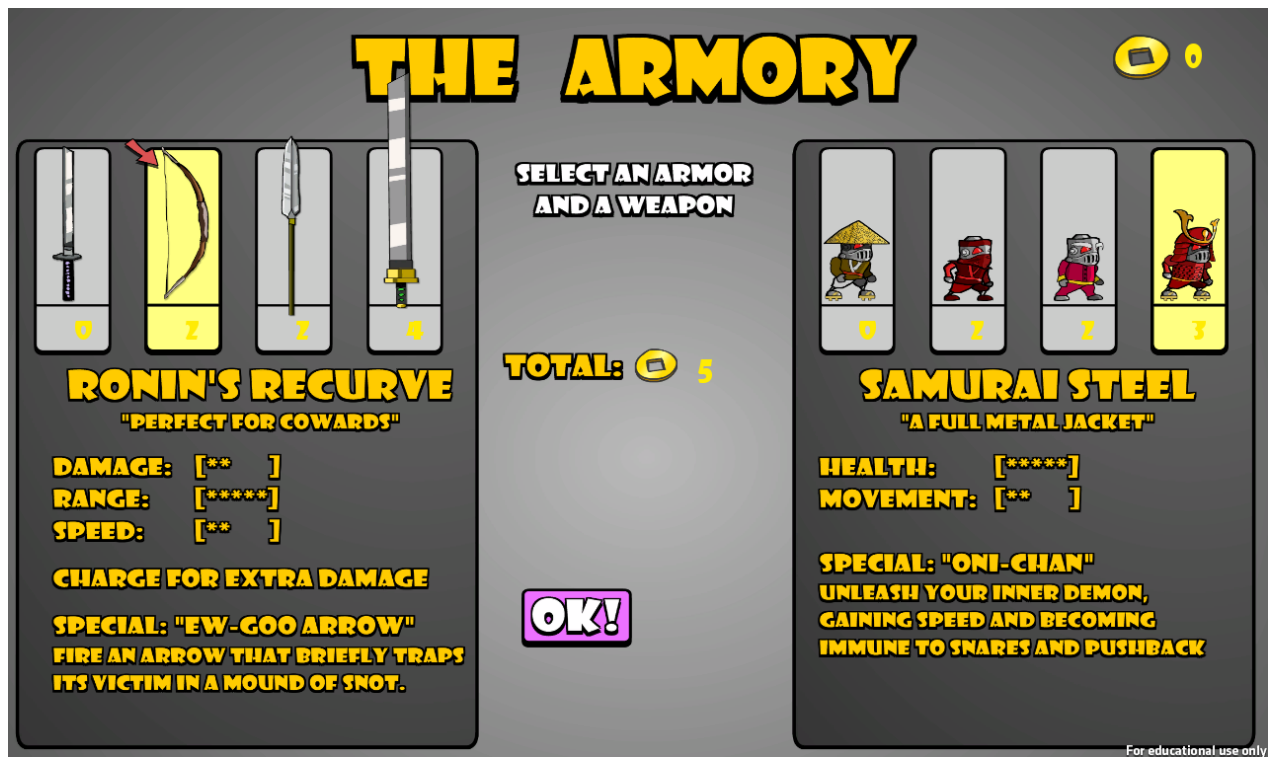 THE ARMORY
0
SELECT AN ARMOR
AND A WEAPON
0 2 2 4
0 2 2 3
TOTAL: 5
RONIN'S RECURVE
"PERFECT FOR COWARDS"
DAMAGE: [** ]
RANGE: [*****]
SPEED: [** ]
CHARGE FOR EXTRA DAMAGE
SPECIAL: "EW-GOO ARROW"
FIRE AN ARROW THAT BRIEFLY TRAPS
ITS VICTIM IN A MOUND OF SNOT.
OK!
SAMURAI STEEL
"A FULL METAL JACKET"
HEALTH: [*****]
MOVEMENT: [** ]
SPECIAL: "ONI-CHAN"
UNLEASH YOUR INNER DEMON,
GAINING SPEED AND BECOMING
IMMUNE TO SNARES AND PUSHBACK
For educational use only